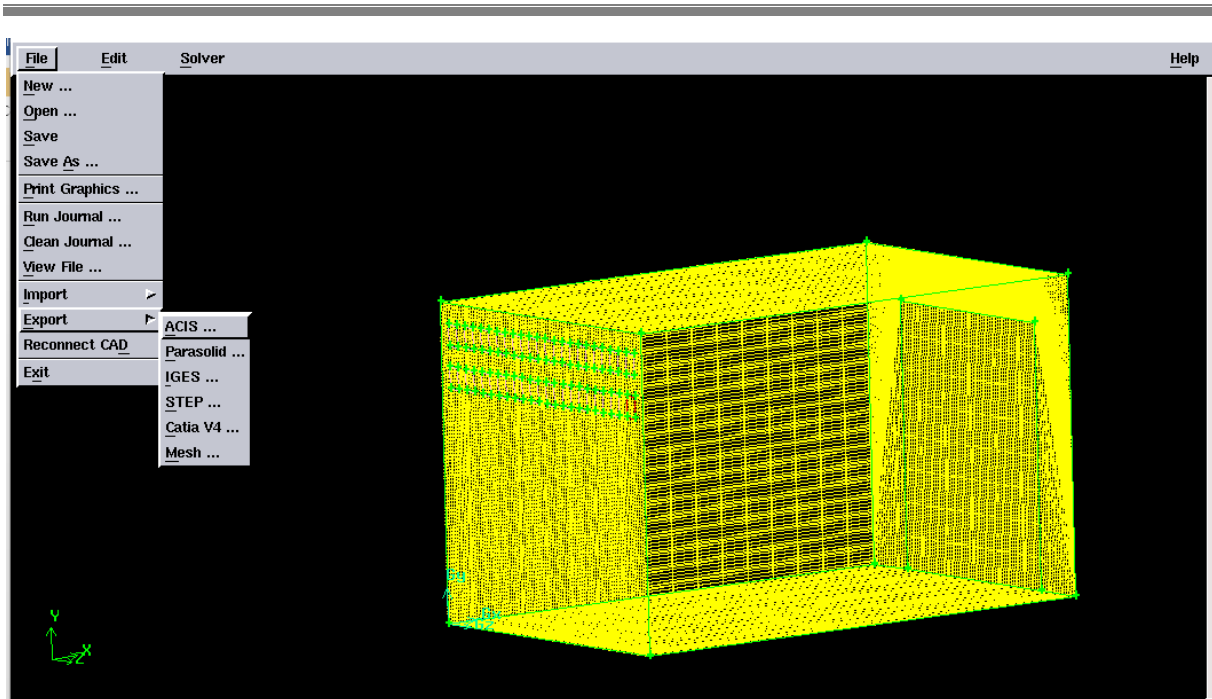 File Edit Solver Help
New ...
Open ...
Save
Save As ...
Print Graphics ...
Run Journal ...
Clean Journal ...
View File ...
Import
Export
Reconnect CAD
Exit
ACIS ...
Parasolid ...
IGES ...
STEP ...
Catia V4 ...
Mesh ...
Y
X
Z